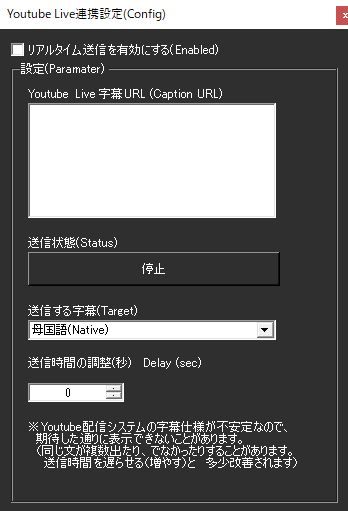 Youtube Live連携設定(Config)
リアルタイム送信を有効にする(Enabled)
設定(Paramater)
Youtube Live 字幕URL (Caption URL)
送信状態(Status)
停止
送信する字幕(Target)
母国語(Native)
送信時間の調整(秒) Delay (sec)
0
※Youtube配信システムの字幕仕様が不安定なので、
期待した通りに表示できないことがあります。
(同じ文が複数出たり、でなかったりすることがあります。
送信時間を遅らせる(増やす)と 多少改善されます)